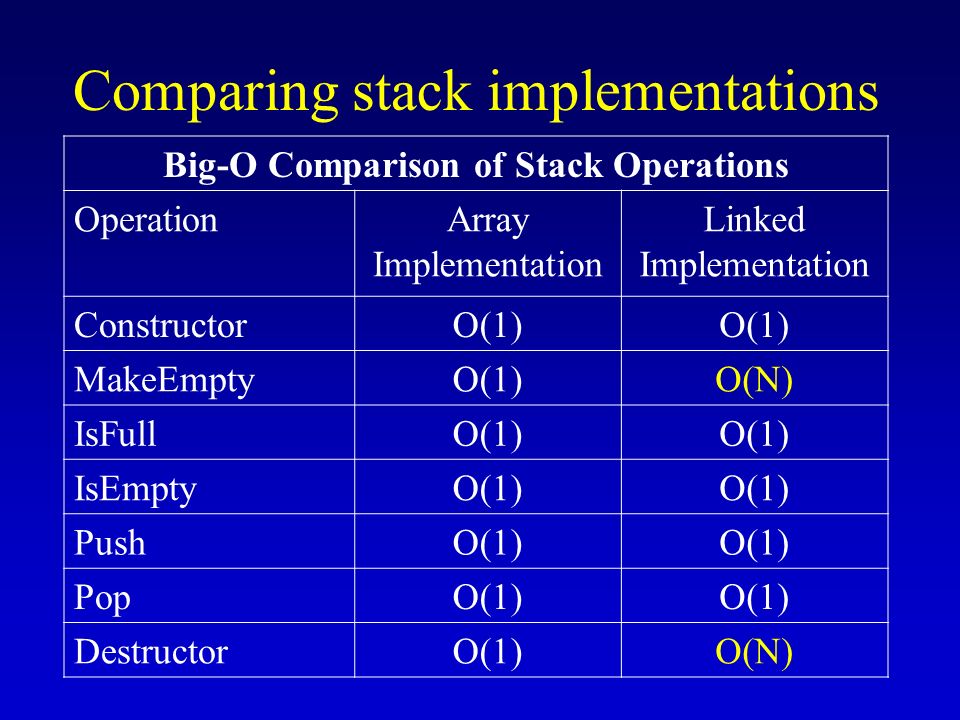 Comparing stack implementations
Big-O Comparison of Stack Operations
Operation Array Linked
Implementation Implementation
Constructor O(1) O(1)
MakeEmpty O(1) O(N)
IsFull O(1) O(1)
IsEmpty O(1) O(1)
Push O(1) O(1)
Pop O(1) O(1)
Destructor O(1) O(N)